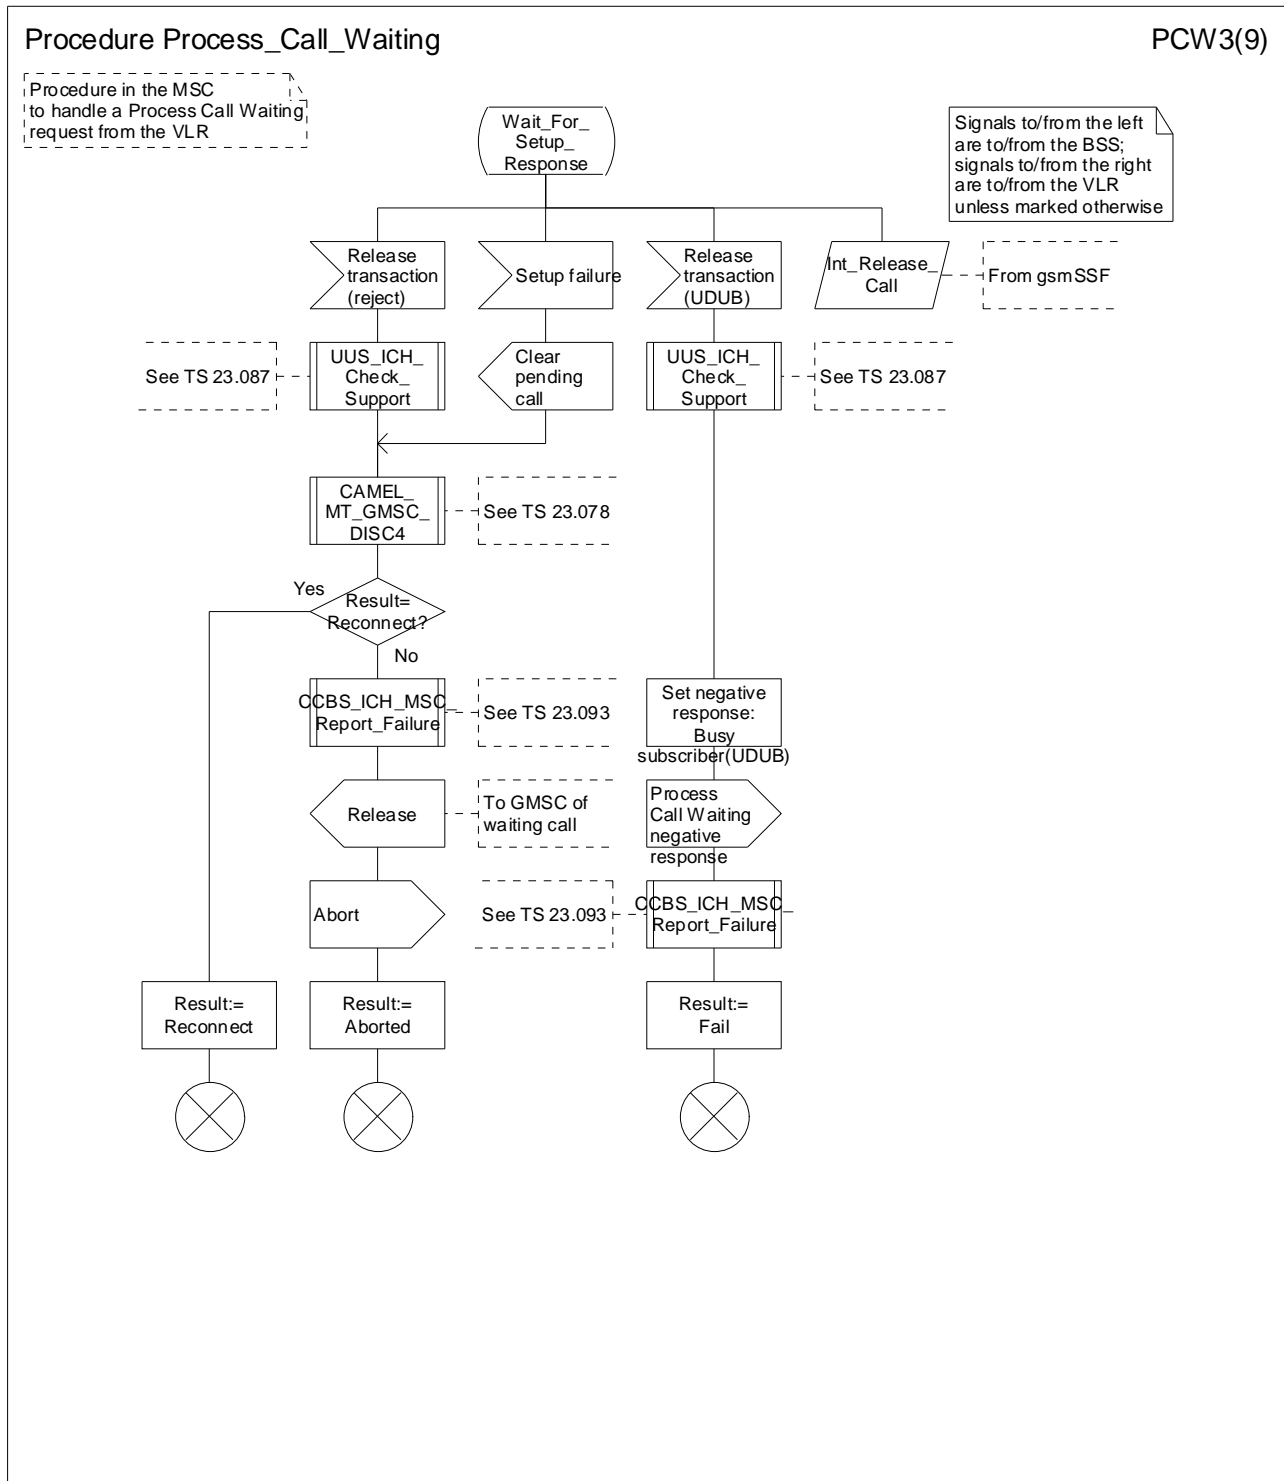 Procedure Process_Call_Waiting
PCW3(9)
Procedure in the MSC
to handle a Process Call Waiting
request from the VLR
Wait_For_
Setup_
Response
Signals to/from the left
are to/from the BSS;
signals to/from the right
are to/from the VLR
unless marked otherwise
Release
transaction
(reject)
Setup failure
Release
transaction
(UDUB)
Int_Release_
Call
From gsmSSF
See TS 23.087
UUS_ICH_
Check_
Support
Clear
pending
call
UUS_ICH_
Check_
Support
See TS 23.087
CAMEL_
MT_GMSC_
DISC4
See TS 23.078
Yes
Result=
Reconnect?
No
CCBS_ICH_MSC_
Report_Failure
See TS 23.093
Set negative
response:
Busy
subscriber(UDUB)
Release
To GMSC of
waiting call
Process
Call Waiting
negative
response
Abort
See TS 23.093
CCBS_ICH_MSC_
Report_Failure
Result:=
Reconnect
Result:=
Aborted
Result:=
Fail